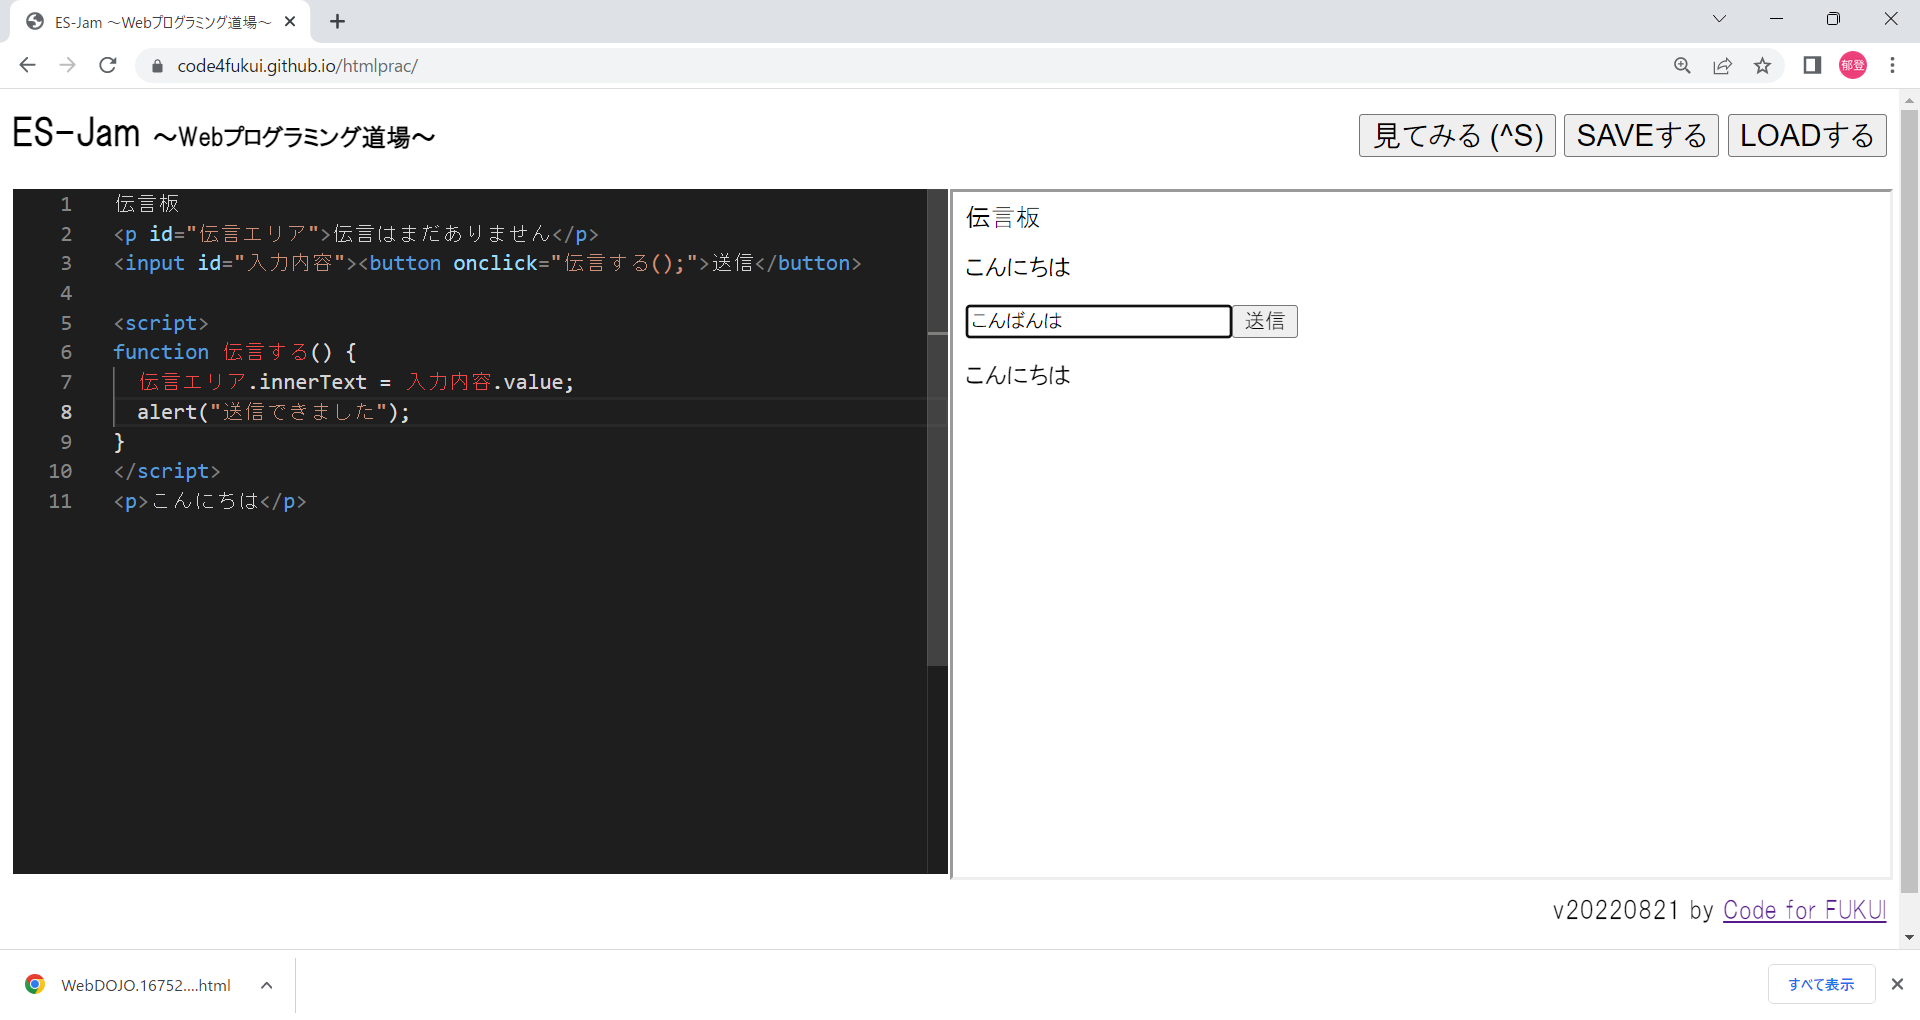 ES-Jam ～Webプログラミング道場～
code4fukui.github.io/htmlprac/
郁登
ES-Jam ～Webプログラミング道場～
見てみる (^S) SAVEする LOADする
1 伝言板
2 <p id="伝言エリア">伝言はまだありません</p>
3 <input id="入力内容"><button onclick="伝言する();">送信</button>
4
5 <script>
6 function 伝言する() {
7 伝言エリア.innerText = 入力内容.value;
8 alert("送信できました");
9 }
10 </script>
11 <p>こんにちは</p>
伝言板
こんにちは
こんばんは 送信
こんにちは
v20220821 by Code for FUKUI
WebDOJO.16752....html
すべて表示